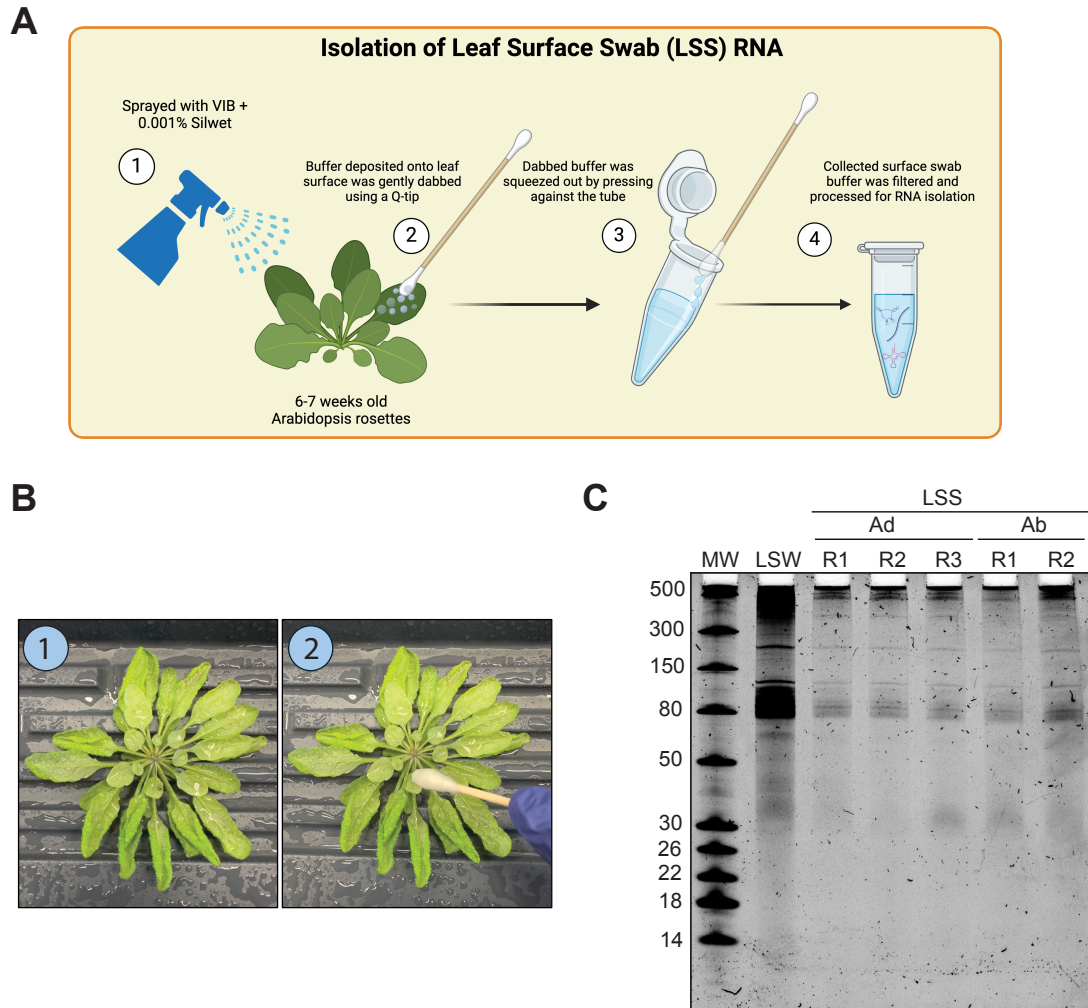 A
Isolation of Leaf Surface Swab (LSS) RNA
Sprayed with VIB +
0.001% Silwet
1
Buffer deposited onto leaf
surface was gently dabbed
using a Q-tip
2
Dabbed buffer was
squeezed out by pressing
against the tube
3
Collected surface swab
buffer was filtered and
processed for RNA isolation
4
6-7 weeks old
Arabidopsis rosettes
B
1
2
C
LSS
Ad
Ab
MW
LSW
R1
R2
R3
R1
R2
500
300
150
80
50
30
26
22
18
14